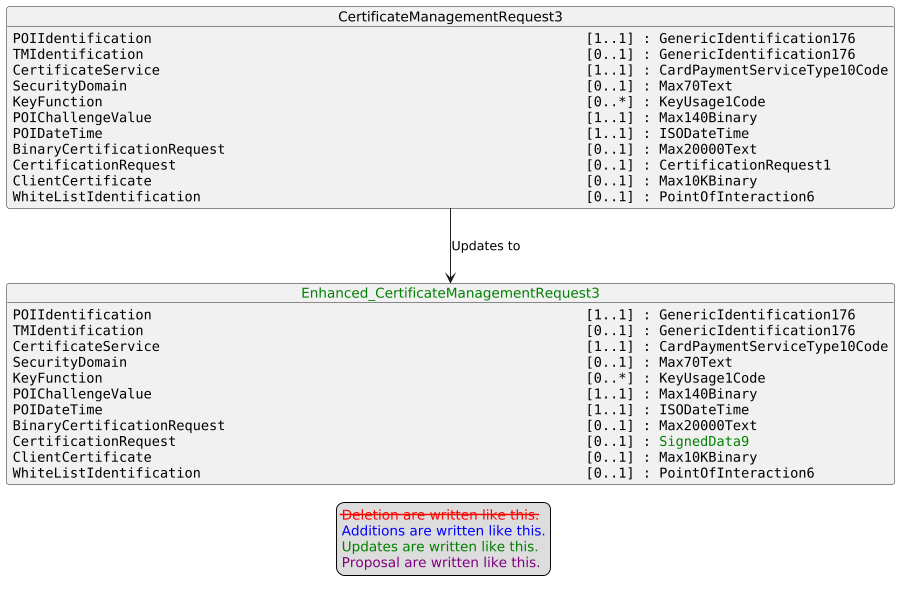 CertificateManagementRequest3
POIIdentification [1..1] : GenericIdentification176
TMIdentification [0..1] : GenericIdentification176
CertificateService [1..1] : CardPaymentServiceType10Code
SecurityDomain [0..1] : Max70Text
KeyFunction [0..*] : KeyUsage1Code
POIChallengeValue [1..1] : Max140Binary
POIDateTime [1..1] : ISODateTime
BinaryCertificationRequest [0..1] : Max20000Text
CertificationRequest [0..1] : CertificationRequest1
ClientCertificate [0..1] : Max10KBinary
WhiteListIdentification [0..1] : PointOfInteraction6
Updates to
Enhanced_CertificateManagementRequest3
POIIdentification [1..1] : GenericIdentification176
TMIdentification [0..1] : GenericIdentification176
CertificateService [1..1] : CardPaymentServiceType10Code
SecurityDomain [0..1] : Max70Text
KeyFunction [0..*] : KeyUsage1Code
POIChallengeValue [1..1] : Max140Binary
POIDateTime [1..1] : ISODateTime
BinaryCertificationRequest [0..1] : Max20000Text
CertificationRequest [0..1] : SignedData9
ClientCertificate [0..1] : Max10KBinary
WhiteListIdentification [0..1] : PointOfInteraction6
Deletion are written like this.
Additions are written like this.
Updates are written like this.
Proposal are written like this.